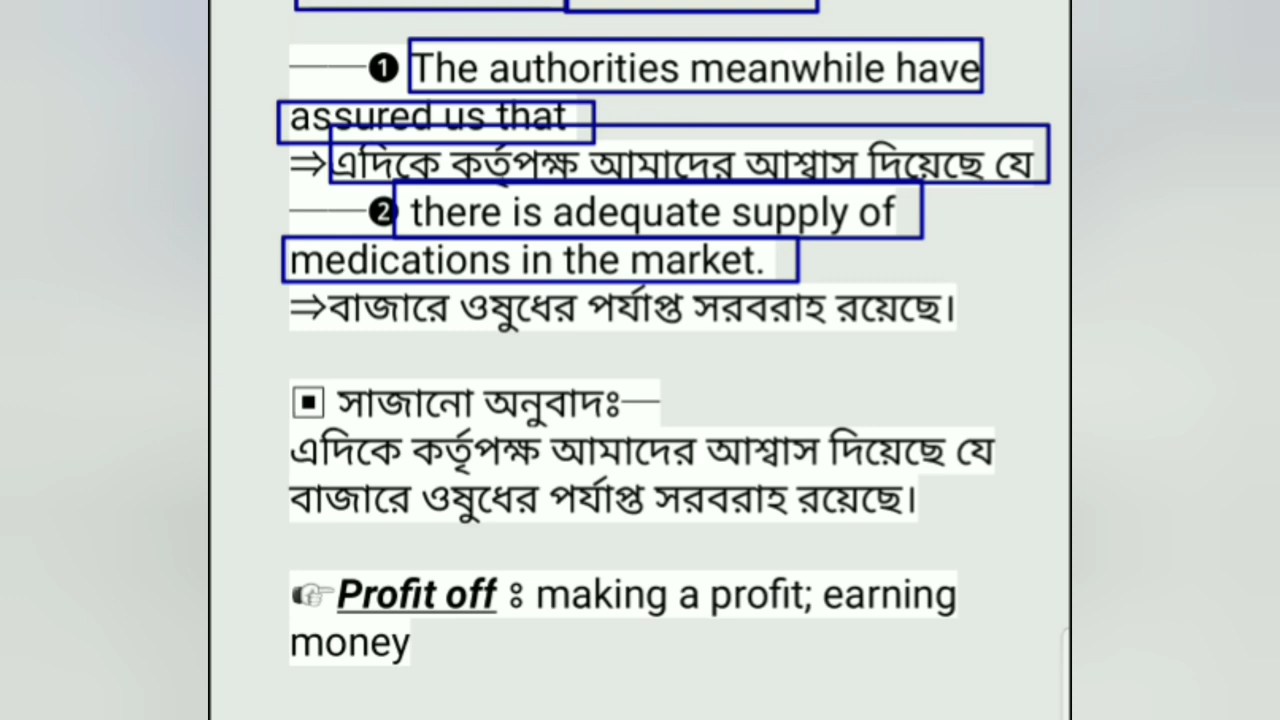 ❶ The authorities meanwhile have
assured us that
⇒এদিকে কর্তৃপক্ষ আমাদের আশ্বাস দিয়েছে যে
❷ there is adequate supply of
medications in the market.
⇒বাজারে ওষুধের পর্যাপ্ত সরবরাহ রয়েছে।
▣ সাজানো অনুবাদঃ—
এদিকে কর্তৃপক্ষ আমাদের আশ্বাস দিয়েছে যে
বাজারে ওষুধের পর্যাপ্ত সরবরাহ রয়েছে।
☞Profit off ঃ making a profit; earning
money